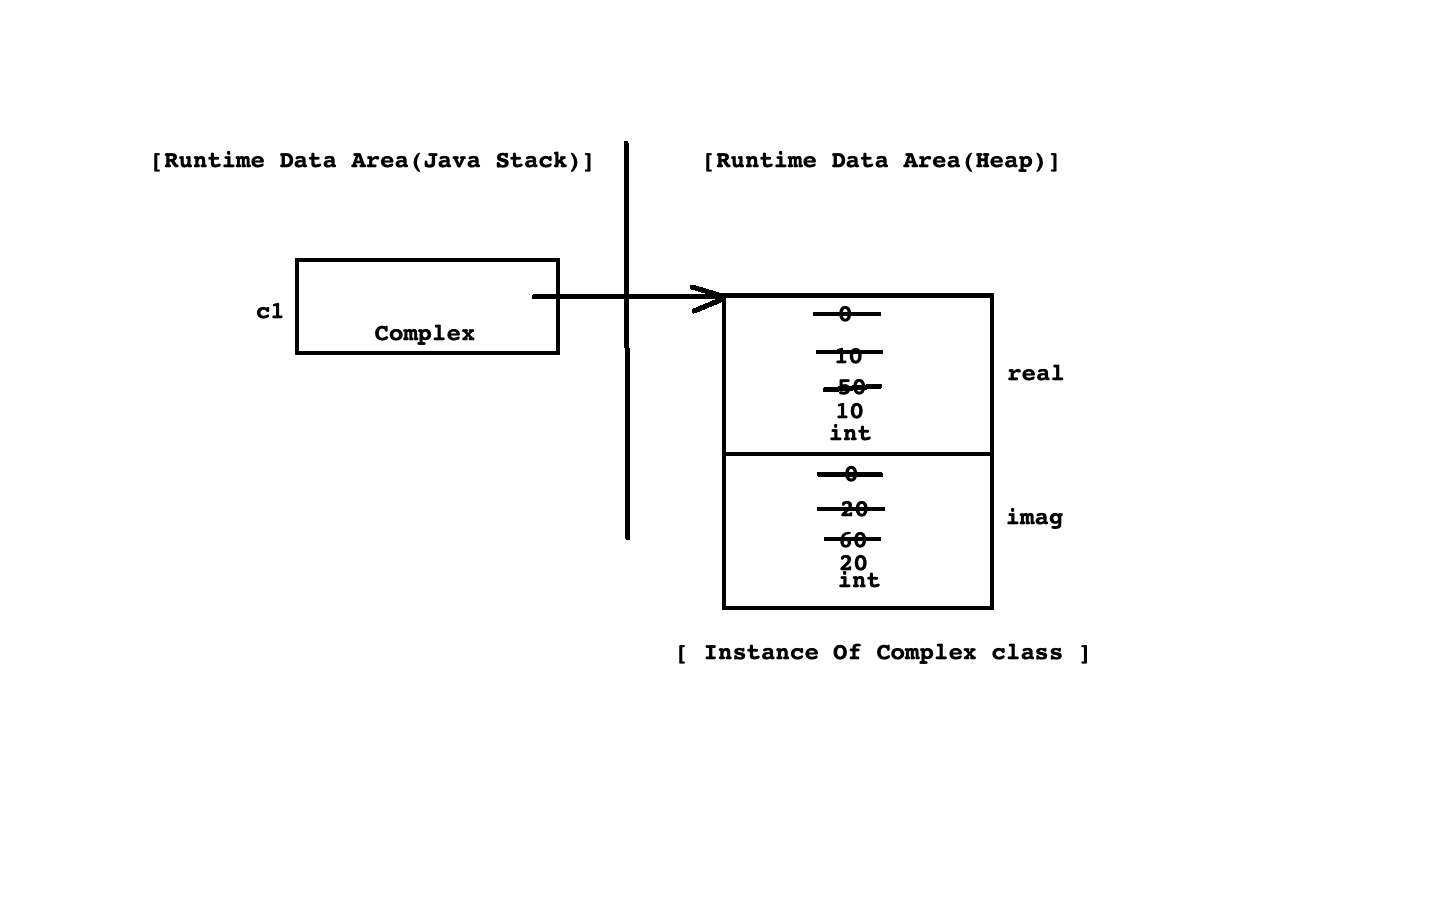 [Runtime Data Area(Java Stack)]
[Runtime Data Area(Heap)]
c1
Complex
0
10
50
10
int
real
0
20
60
20
int
imag
[ Instance Of Complex class ]